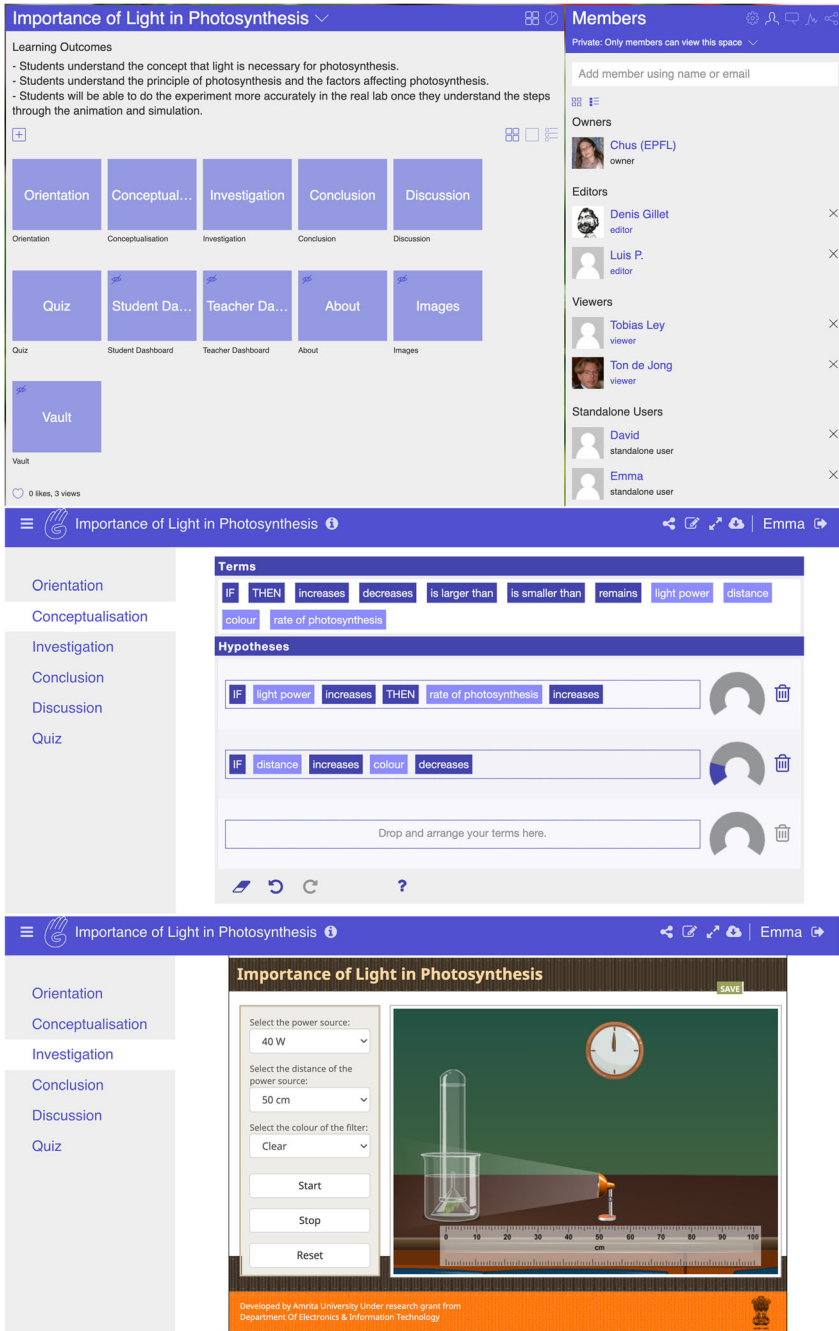 Importance of Light in Photosynthesis
Learning Outcomes
- Students understand the concept that light is necessary for photosynthesis.
- Students understand the principle of photosynthesis and the factors affecting photosynthesis.
- Students will be able to do the experiment more accurately in the real lab once they understand the steps
through the animation and simulation.
Orientation Conceptual... Investigation Conclusion Discussion
Orientation Conceptualisation Investigation Conclusion Discussion
Quiz Student Da... Teacher Da... About Images
Quiz Student Dashboard Teacher Dashboard About Images
Vault
Vault
0 likes, 3 views
Members
Private: Only members can view this space
Add member using name or email
Owners
Chus (EPFL)
owner
Editors
Denis Gillet
editor
Luis P.
editor
Viewers
Tobias Ley
viewer
Ton de Jong
viewer
Standalone Users
David
standalone user
Emma
standalone user
Importance of Light in Photosynthesis Emma
Orientation
Conceptualisation
Investigation
Conclusion
Discussion
Quiz
Terms
IF THEN increases decreases is larger than is smaller than remains light power distance
colour rate of photosynthesis
Hypotheses
IF light power increases THEN rate of photosynthesis increases
IF distance increases colour decreases
Drop and arrange your terms here.
?
Importance of Light in Photosynthesis Emma
Orientation
Conceptualisation
Investigation
Conclusion
Discussion
Quiz
Importance of Light in Photosynthesis
SAVE
Select the power source:
40 W
Select the distance of the
power source:
50 cm
Select the colour of the filter:
Clear
Start
Stop
Reset
0 10 20 30 40 50 60 70 80 90 100
cm
Developed by Amrita University Under research grant from
Department Of Electronics & Information Technology